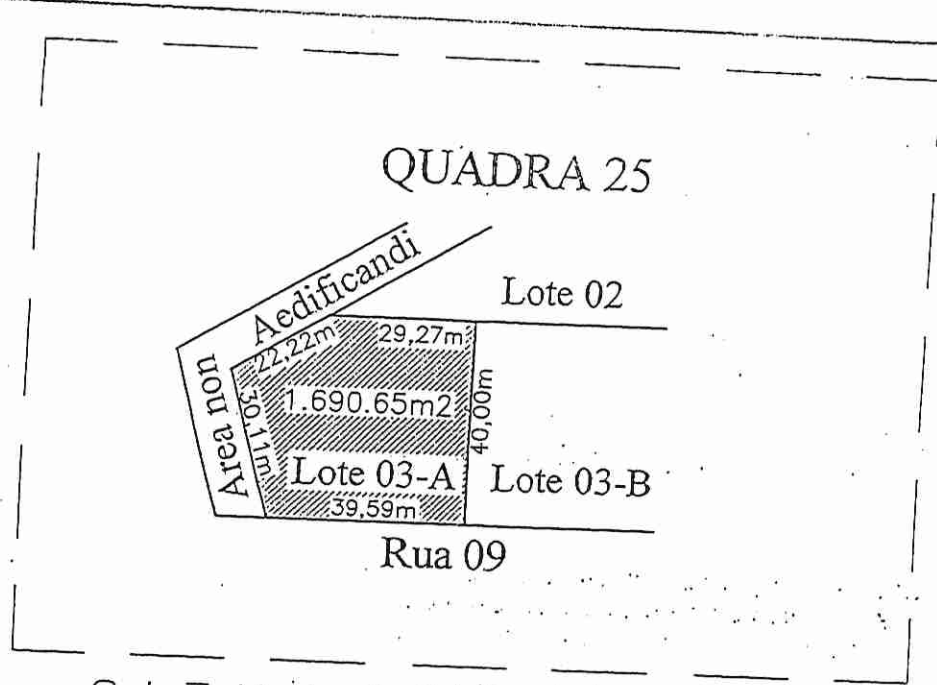 QUADRA 25
Aedificandi
Lote 02
22,22m
29,27m
Area non
30,11m
1.690.65m2
40,00m
Lote 03-A
Lote 03-B
39,59m
Rua 09